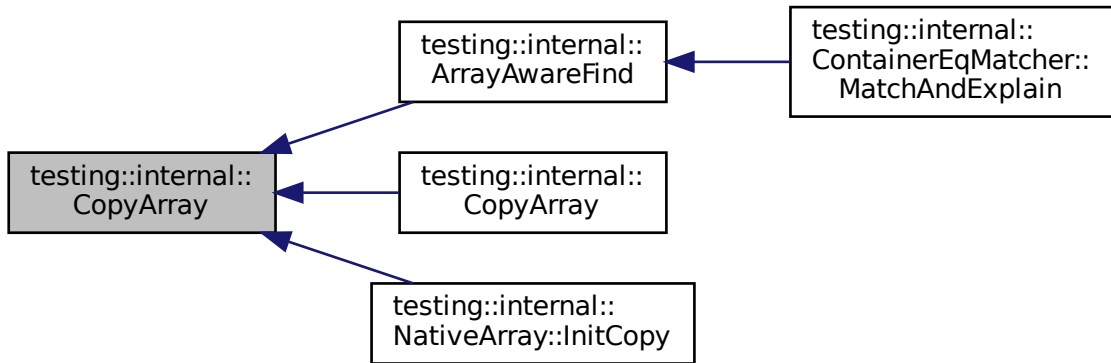 testing::internal::
CopyArray
testing::internal::
ArrayAwareFind
testing::internal::
ContainerEqMatcher::
MatchAndExplain
testing::internal::
CopyArray
testing::internal::
NativeArray::InitCopy